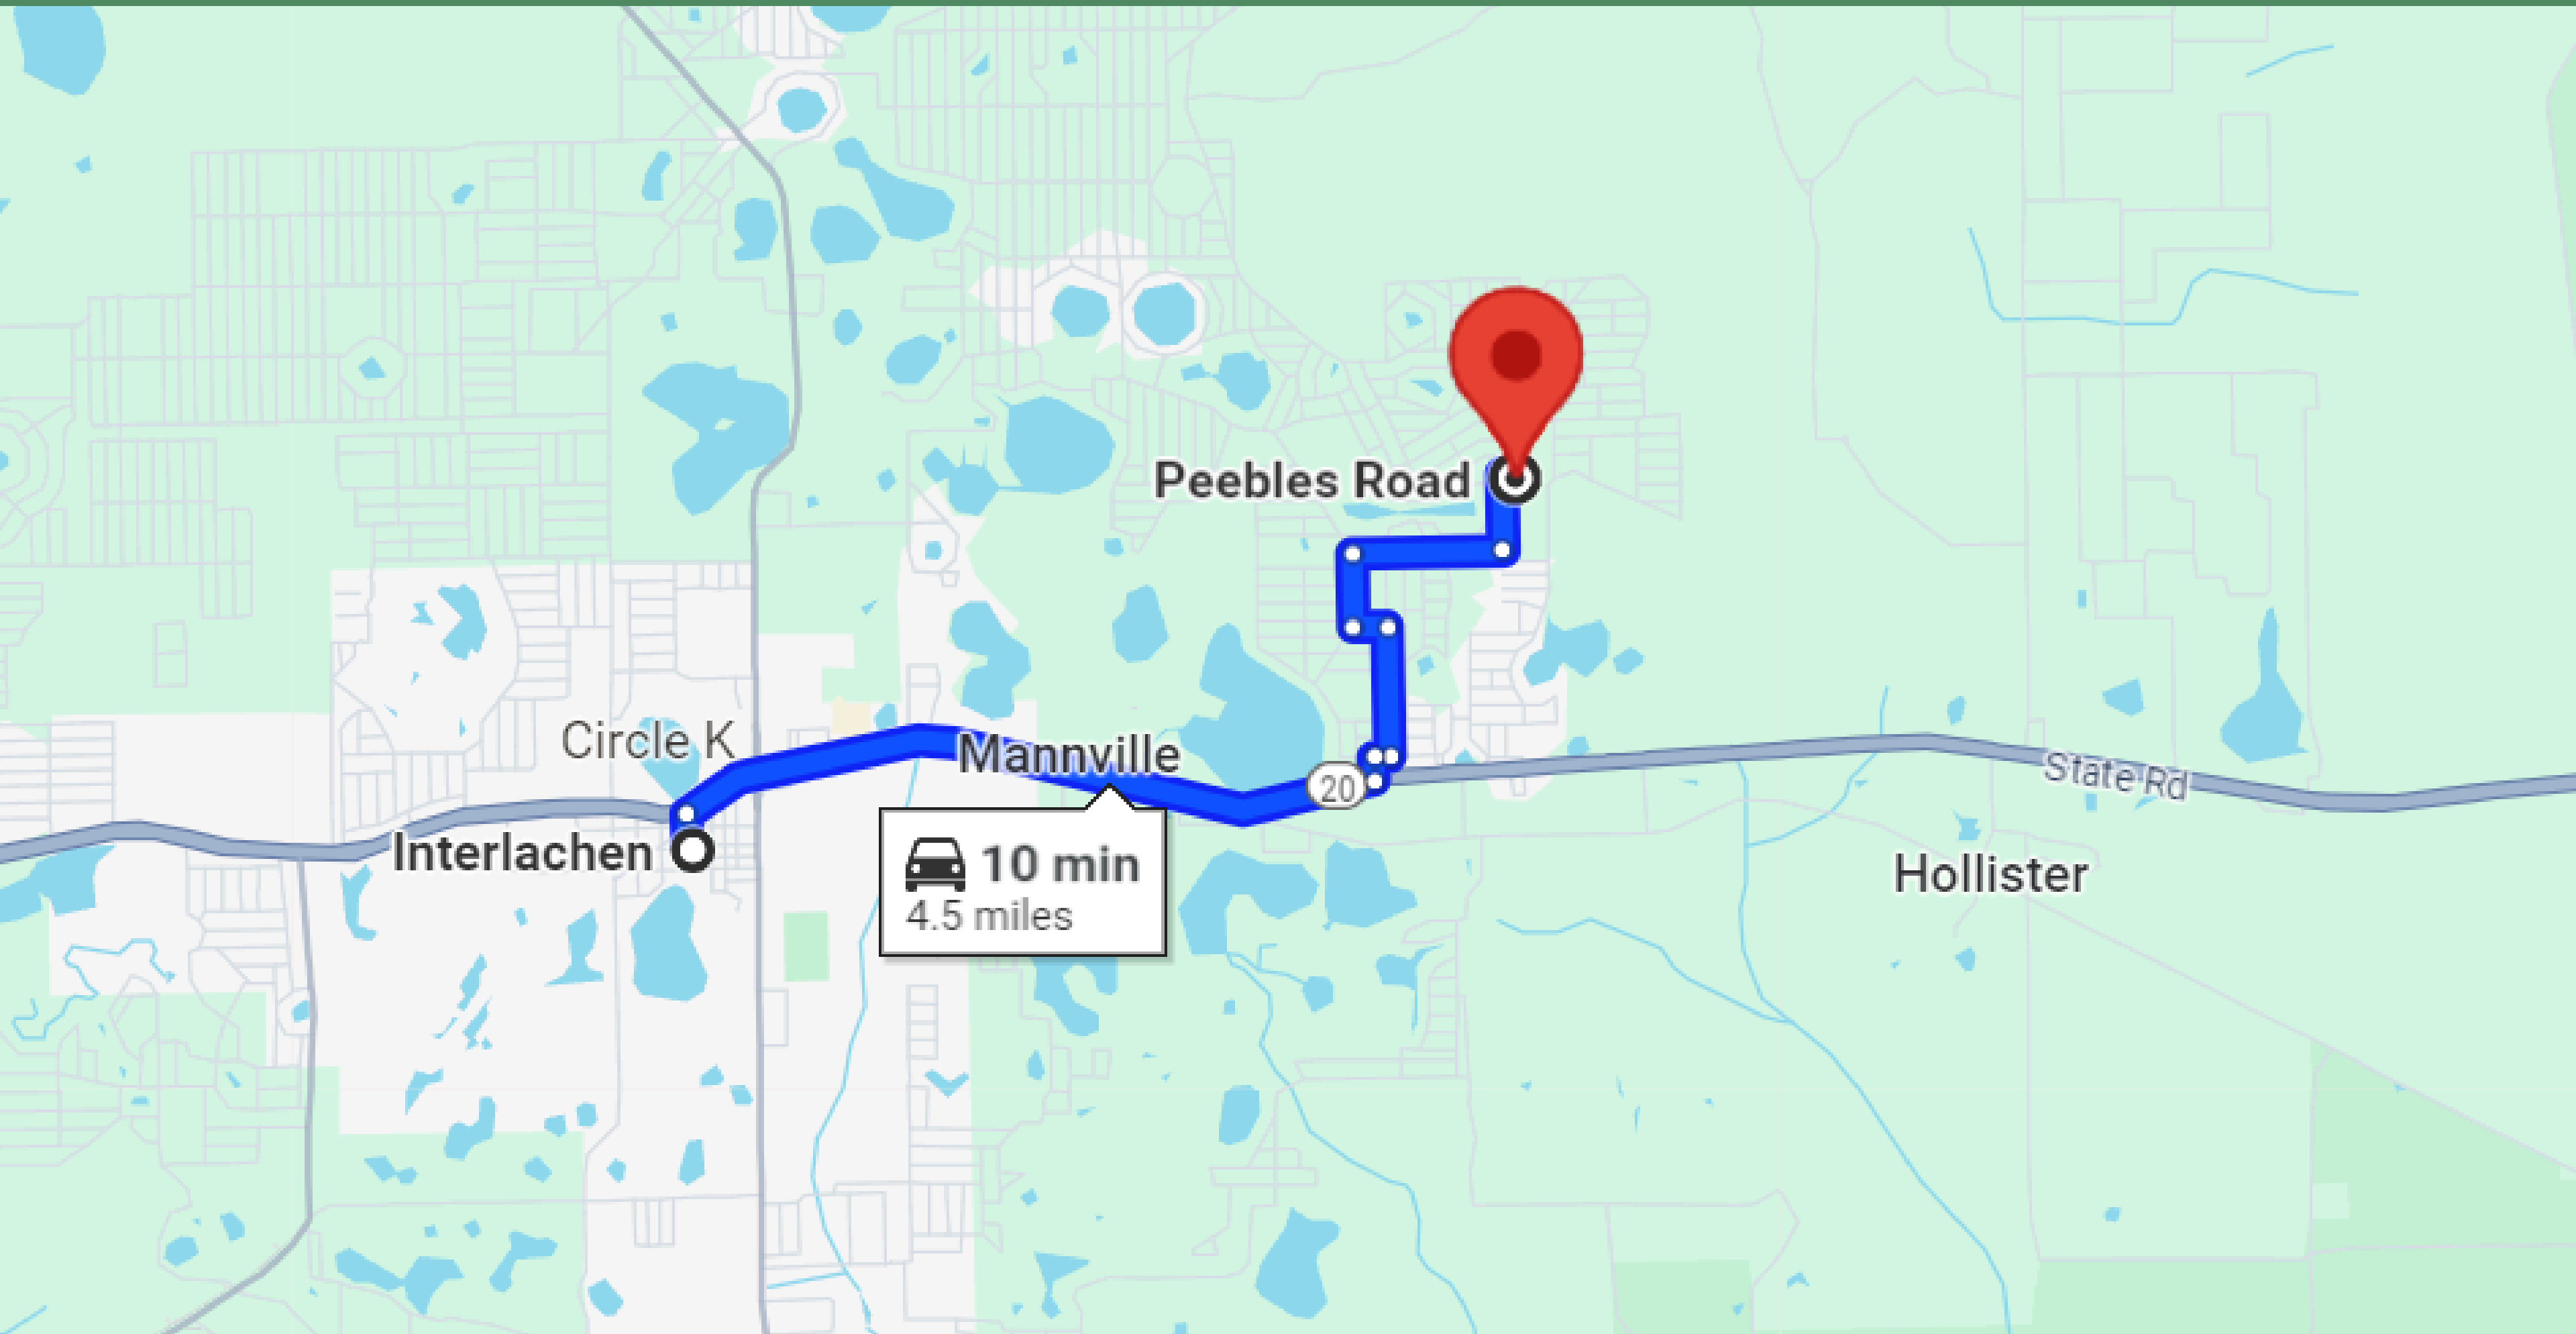 Peebles Road
Circle K
Mannville
20
State Rd
Interlachen
10 min
4.5 miles
Hollister